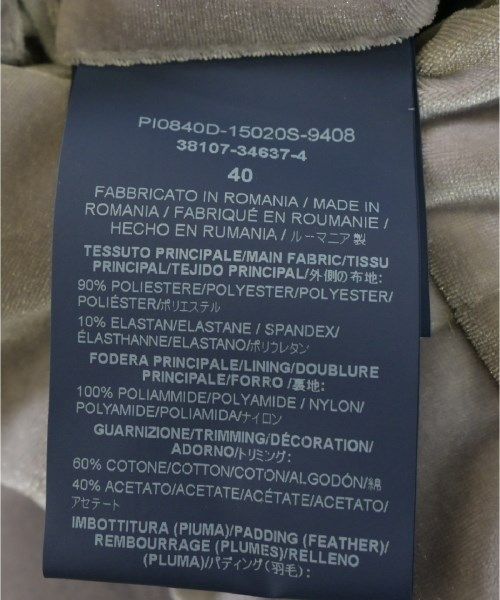 PI0840D-15020S-9408
38107-34637-4
40
FABBRICATO IN ROMANIA / MADE IN
ROMANIA / FABRIQUÉ EN ROUMANIE /
HECHO EN RUMANIA / ルーマニア製
TESSUTO PRINCIPALE/MAIN FABRIC/TISSU
PRINCIPAL/TEJIDO PRINCIPAL/外側の布地:
90% POLIESTERE/POLYESTER/POLYESTER/
POLIÉSTER/ポリエステル
10% ELASTAN/ELASTANE / SPANDEX/
ÉLASTHANNE/ELASTANO/ポリウレタン
FODERA PRINCIPALE/LINING/DOUBLURE
PRINCIPALE/FORRO /裏地:
100% POLIAMMIDE/POLYAMIDE / NYLON/
POLYAMIDE/POLIAMIDA/ナイロン
GUARNIZIONE/TRIMMING/DÉCORATION/
ADORNO/トリミング:
60% COTONE/COTTON/COTON/ALGODÓN/綿
40% ACETATO/ACETATE/ACÉTATE/ACETATO/
アセテート
IMBOTTITURA (PIUMA)/PADDING (FEATHER)/
REMBOURRAGE (PLUMES)/RELLENO
(PLUMA)/パディング(羽毛):